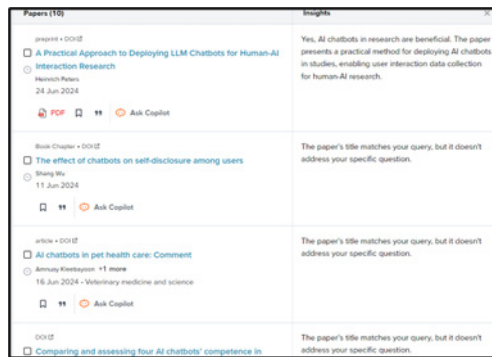 Papers (10)
Insights
preprint • DOI
A Practical Approach to Deploying LLM Chatbots for Human-AI
Interaction Research
Heinrich Peters
24 Jun 2024
PDF
Ask Copilot
Yes, AI chatbots in research are beneficial. The paper
presents a practical method for deploying AI chatbots
in studies, enabling user interaction data collection
for human-AI research.
Book Chapter • DOI
The effect of chatbots on self-disclosure among users
Shang Wu
11 Jun 2024
Ask Copilot
The paper's title matches your query, but it doesn't
address your specific question.
article • DOI
AI chatbots in pet health care: Comment
Amnuay Kleebayoon +1 more
16 Jun 2024 - Veterinary medicine and science
Ask Copilot
The paper's title matches your query, but it doesn't
address your specific question.
DOI
Comparing and assessing four AI chatbots' competence in
The paper's title matches your query, but it doesn't
address your specific question.